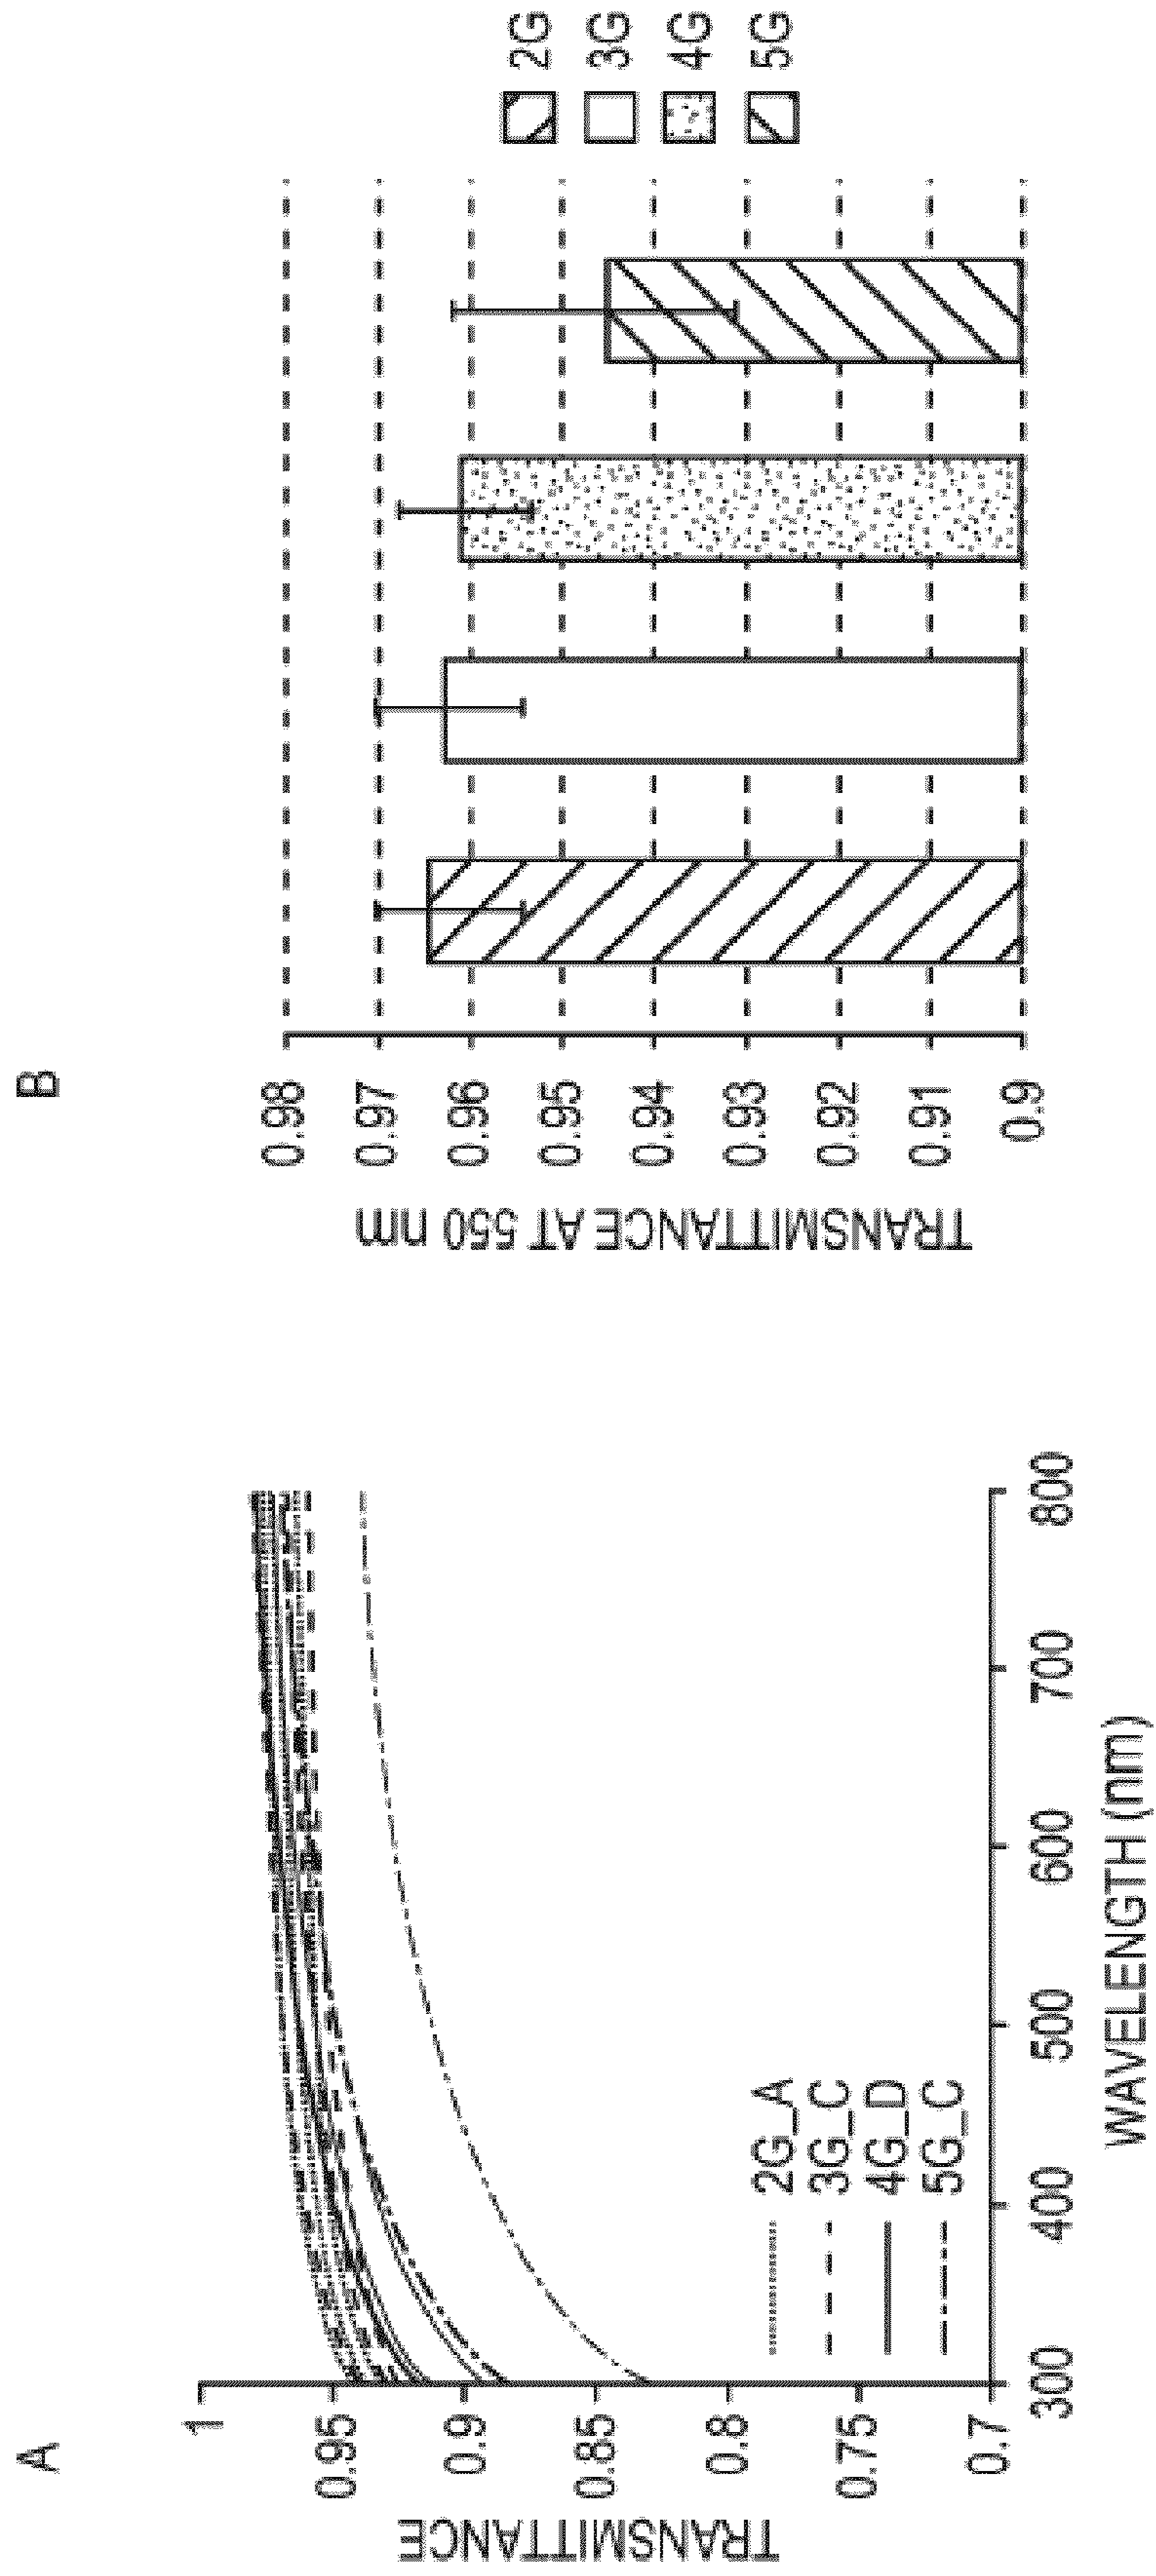 A
TRANSMITTANCE
1
0.95
0.9
0.85
0.8
0.75
0.7
2G_A
3G_C
4G_D
5G_C
300
400
500
600
700
800
WAVELENGTH (nm)
B
TRANSMITTANCE AT 550 nm
0.98
0.97
0.96
0.95
0.94
0.93
0.92
0.91
0.9
2G
3G
4G
5G